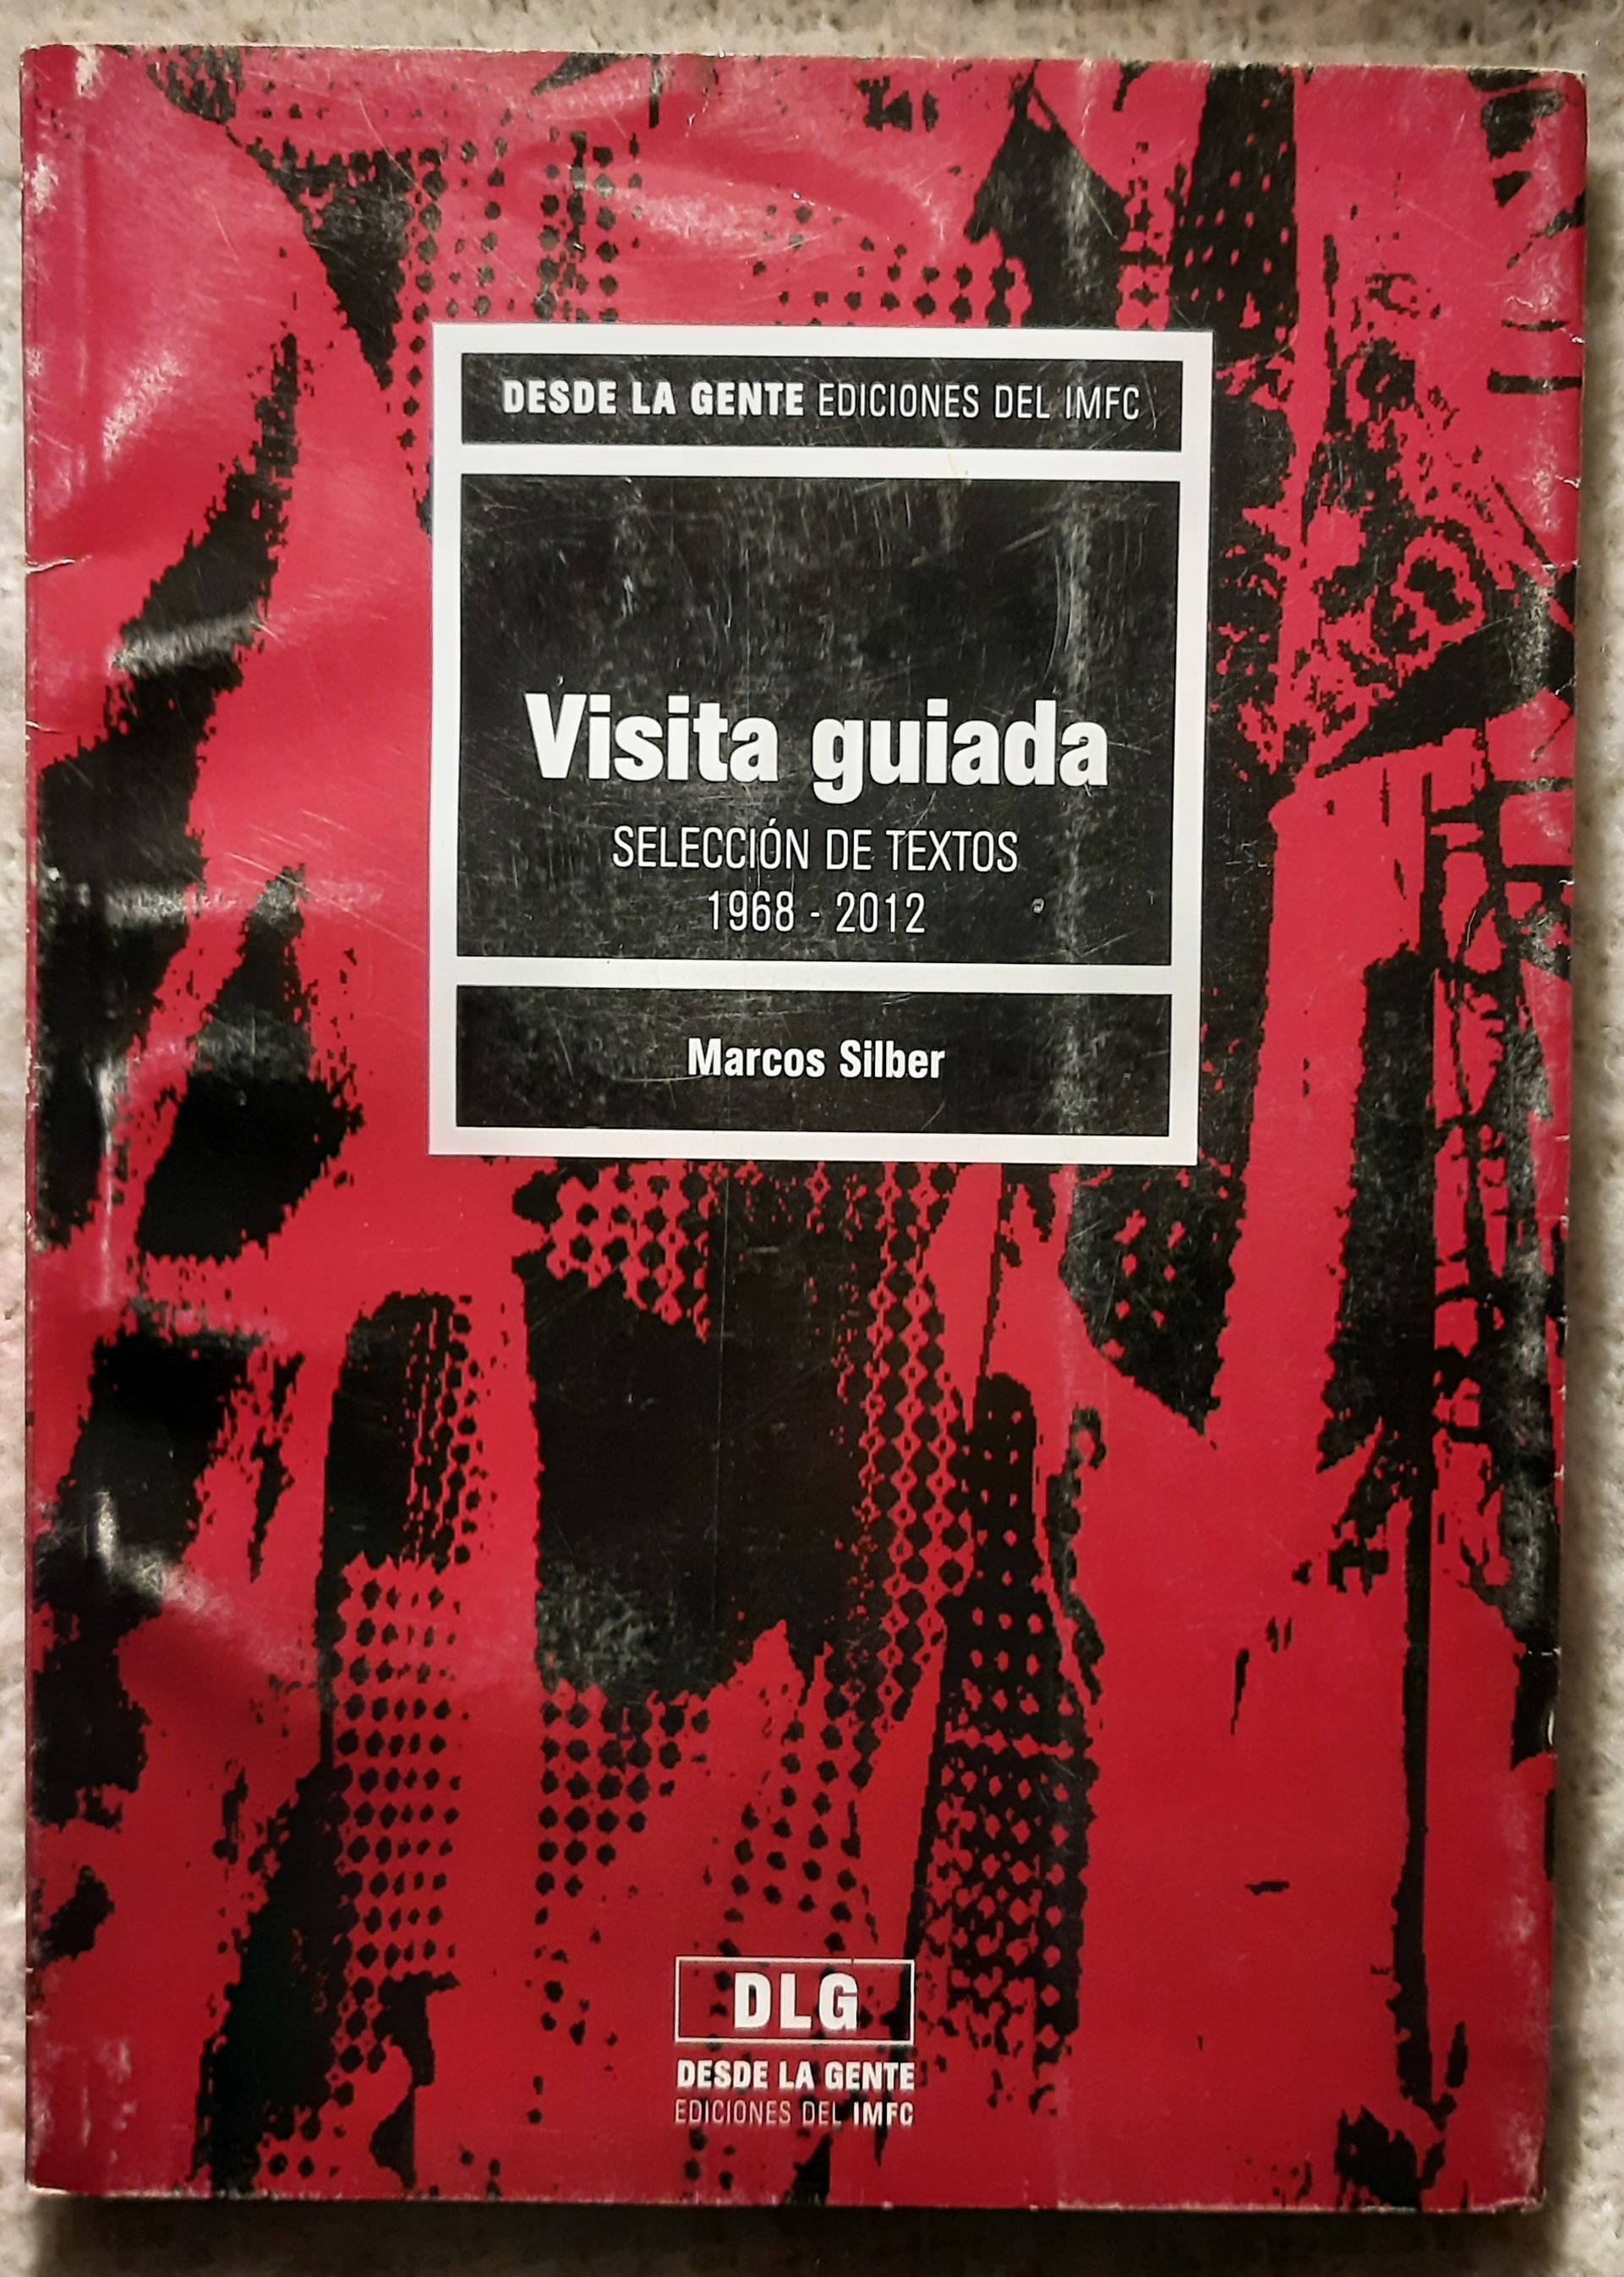 DESDE LA GENTE EDICIONES DEL IMFC
Visita guiada
SELECCIÓN DE TEXTOS
1968 - 2012
Marcos Silber
DLG
DESDE LA GENTE
EDICIONES DEL IMFC